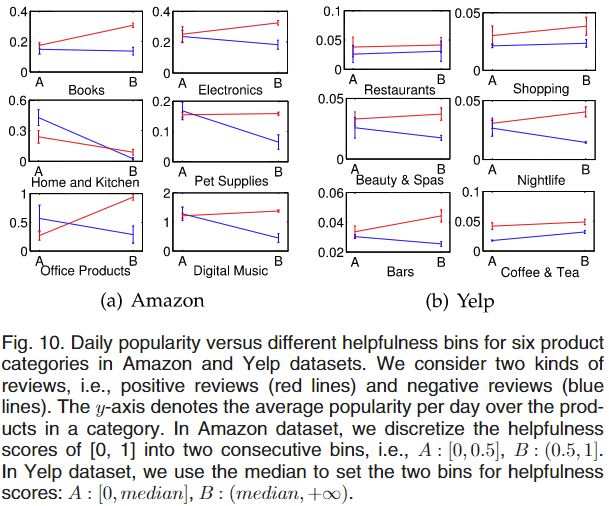 0.4
0.2
0
A B
Books
0.4
0.2
0
A B
Electronics
0.1
0.05
0
A B
Restaurants
0.05
0
A B
Shopping
0.6
0.3
0
A B
Home and Kitchen
0.2
0.1
0
A B
Pet Supplies
0.05
0
A B
Beauty & Spas
0.05
0
A B
Nightlife
1
0.5
0
A B
Office Products
2
1
0
A B
Digital Music
0.06
0.04
0.02
A B
Bars
0.1
0.05
0
A B
Coffee & Tea
(a) Amazon
(b) Yelp
Fig. 10. Daily popularity versus different helpfulness bins for six product
categories in Amazon and Yelp datasets. We consider two kinds of
reviews, i.e., positive reviews (red lines) and negative reviews (blue
lines). The y-axis denotes the average popularity per day over the prod-
ucts in a category. In Amazon dataset, we discretize the helpfulness
scores of [0, 1] into two consecutive bins, i.e., A : [0, 0.5], B : (0.5, 1].
In Yelp dataset, we use the median to set the two bins for helpfulness
scores: A : [0, median], B : (median, +∞).